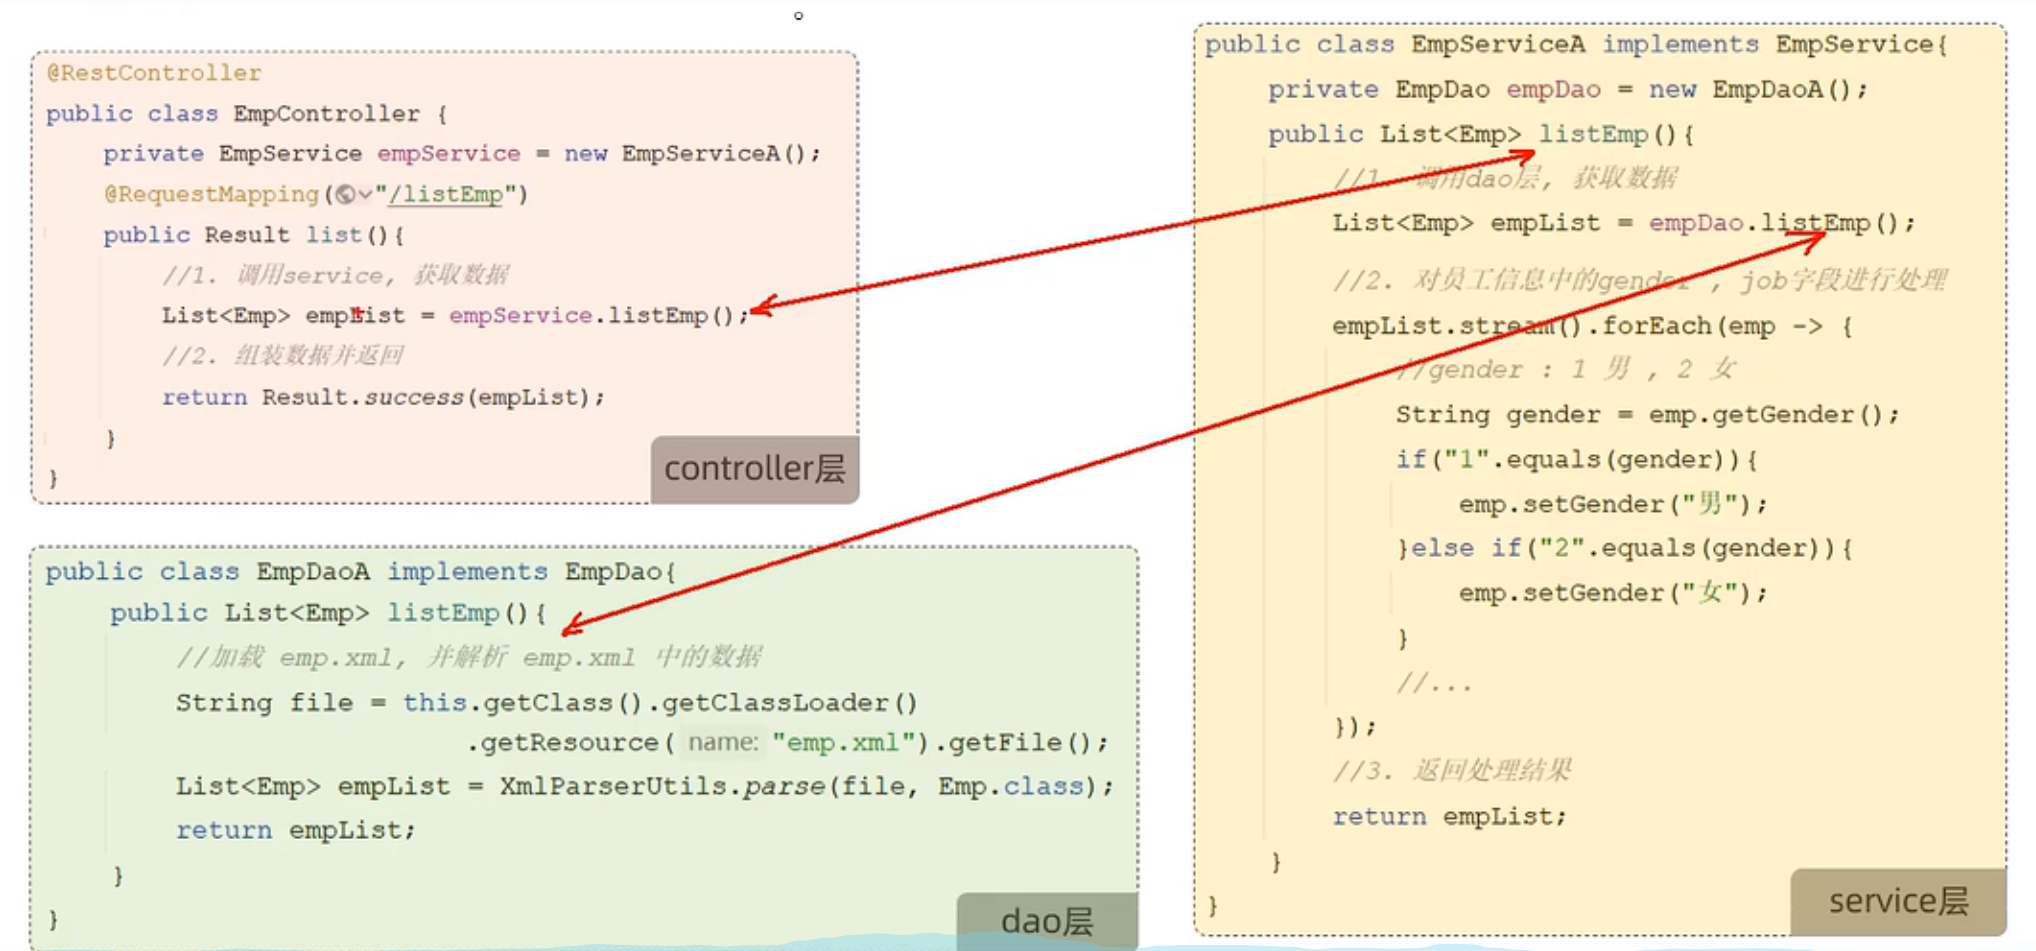 @RestController
public class EmpController {
private EmpService empService = new EmpServiceA();
@RequestMapping("/listEmp")
public Result list(){
//1. 调用service, 获取数据
List<Emp> empList = empService.listEmp();
//2. 组装数据并返回
return Result.success(empList);
}
}
controller层
public class EmpDaoA implements EmpDao{
public List<Emp> listEmp(){
//加载 emp.xml, 并解析 emp.xml 中的数据
String file = this.getClass().getClassLoader()
.getResource( name: "emp.xml").getFile();
List<Emp> empList = XmlParserUtils.parse(file, Emp.class);
return empList;
}
}
dao层
public class EmpServiceA implements EmpService{
private EmpDao empDao = new EmpDaoA();
public List<Emp> listEmp(){
//1. 调用dao层, 获取数据
List<Emp> empList = empDao.listEmp();
//2. 对员工信息中的gender , job字段进行处理
empList.stream().forEach(emp -> {
//gender : 1 男 , 2 女
String gender = emp.getGender();
if("1".equals(gender)){
emp.setGender("男");
}else if("2".equals(gender)){
emp.setGender("女");
}
//...
});
//3. 返回处理结果
return empList;
}
}
service层